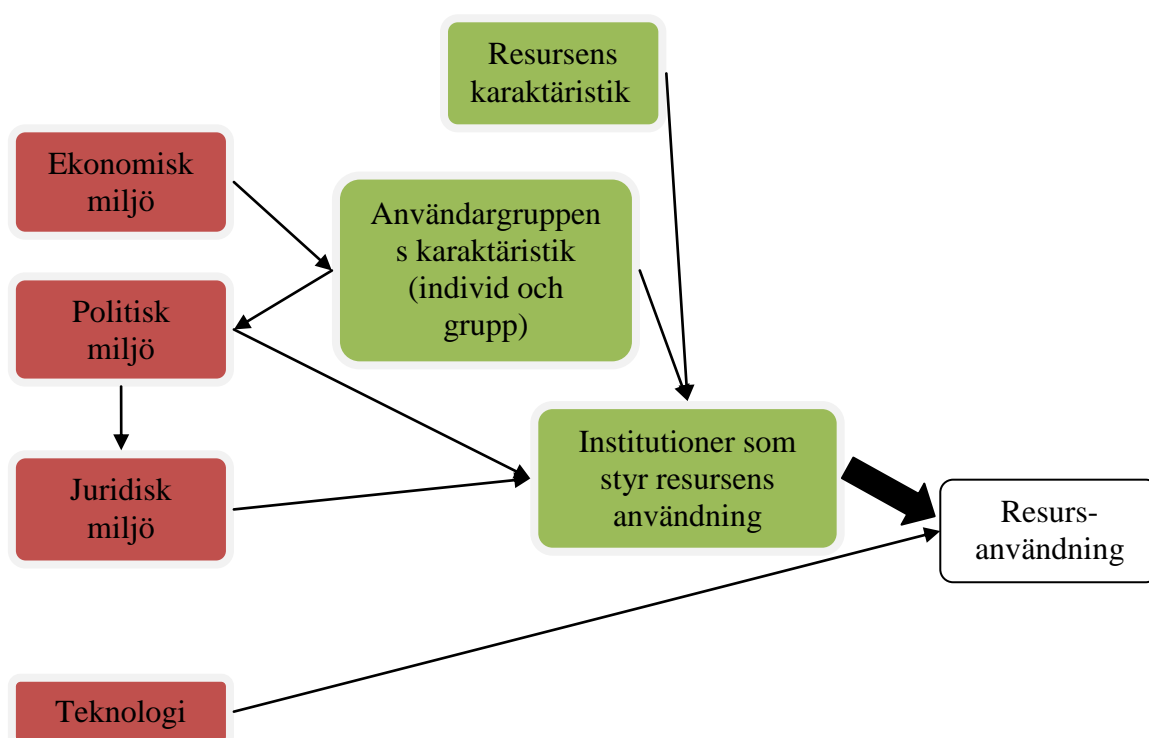 Resursens
karaktäristik
Ekonomisk
miljö
Användargruppen
s karaktäristik
(individ och
grupp)
Politisk
miljö
Institutioner som
styr resursens
användning
Juridisk
miljö
Resurs-
användning
Teknologi